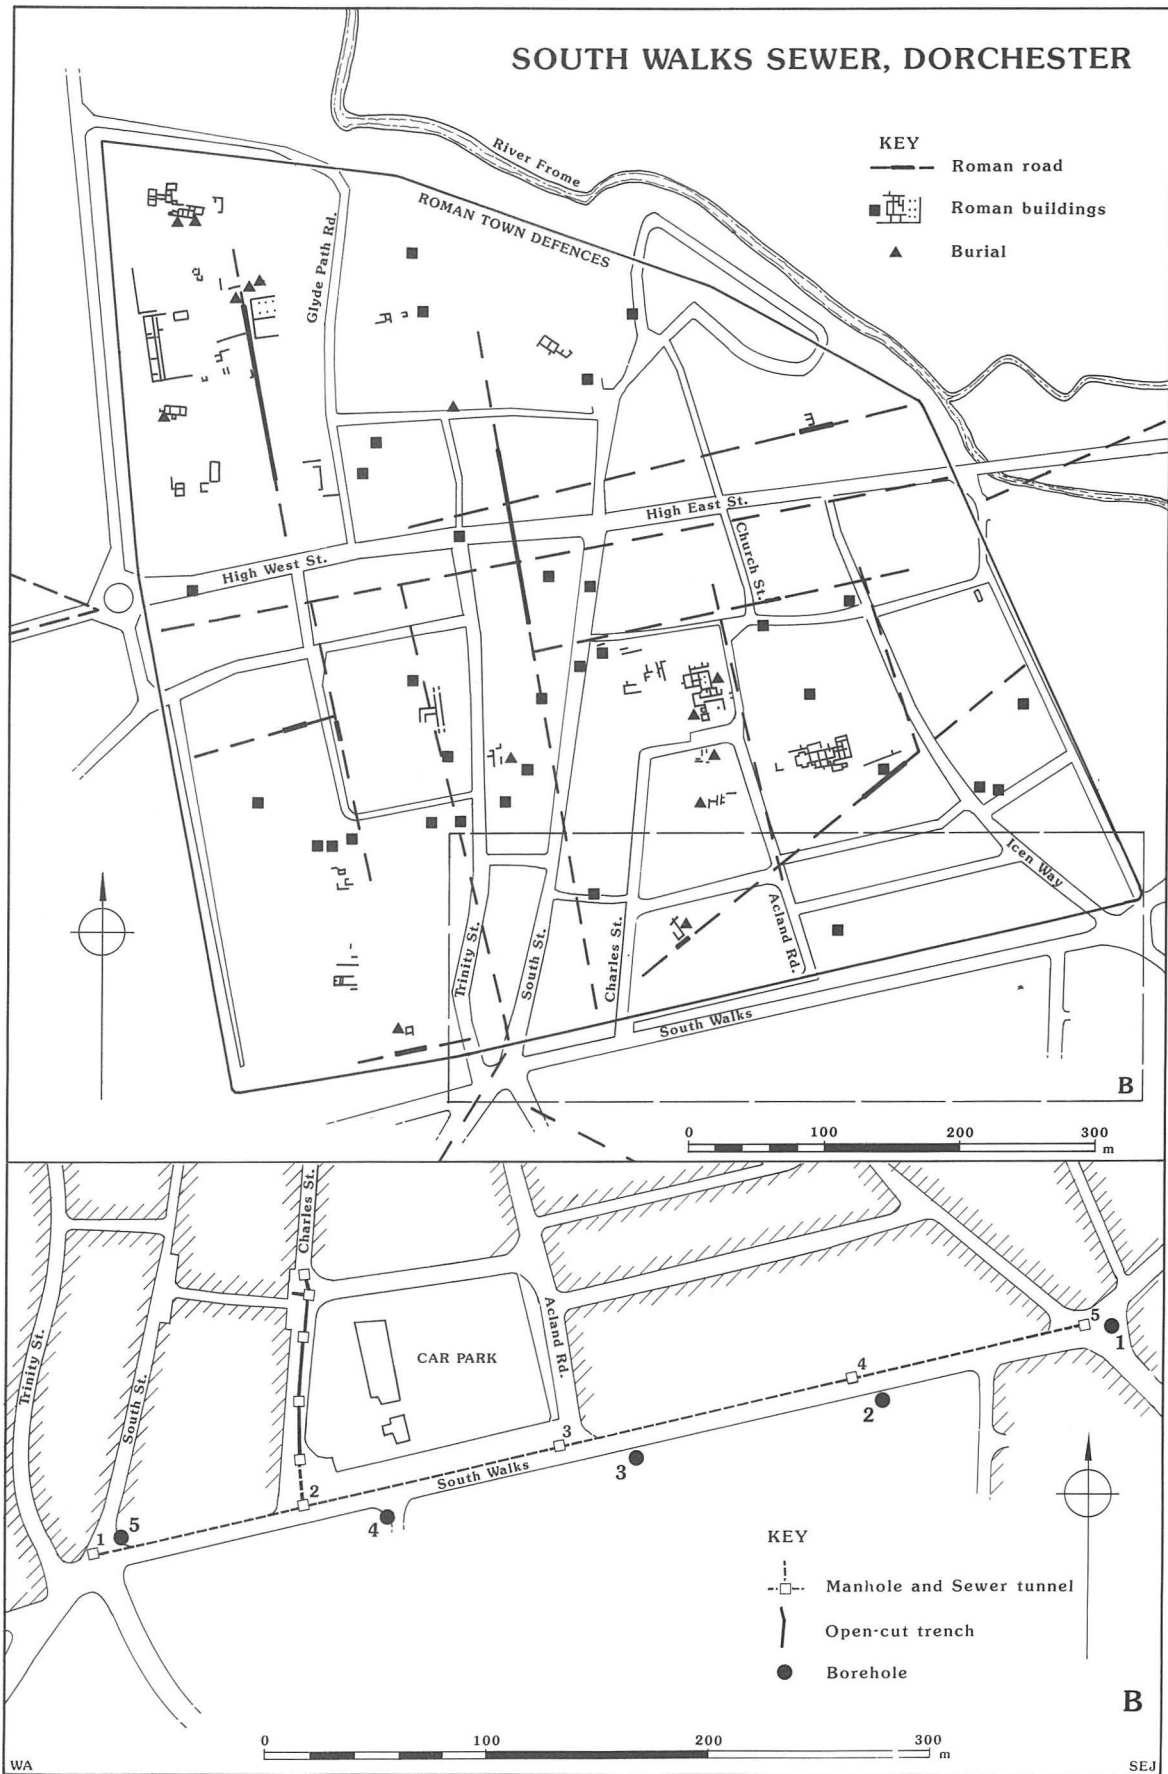 SOUTH WALKS SEWER, DORCHESTER
KEY
Roman road
Roman buildings
Burial
River Frome
ROMAN TOWN DEFENCES
Glyde Path Rd.
High West St.
High East St.
Church St.
Icen Way
Trinity St.
South St.
Charles St.
Acland Rd.
South Walks
B
0 100 200 300 m
Charles St.
Trinity St.
South St.
Acland Rd.
CAR PARK
South Walks
5
1
4
2
3
3
2
4
5
1
KEY
Manhole and Sewer tunnel
Open-cut trench
Borehole
B
0 100 200 300 m
WA
SEJ